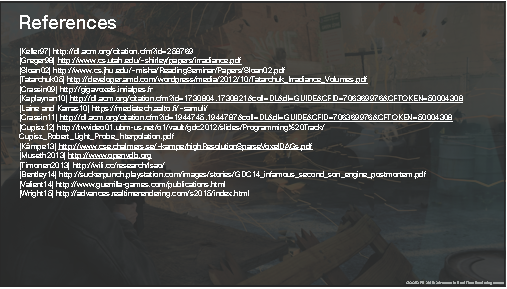 References
[Keller97] http://dl.acm.org/citation.cfm?id=258769
[Greger98] http://www.cs.utah.edu/~shirley/papers/irradiance.pdf
[Sloan02] http://www.cs.jhu.edu/~misha/ReadingSeminar/Papers/Sloan02.pdf
[Tatarchuk05] http://developer.amd.com/wordpress/media/2012/10/Tatarchuk_Irradiance_Volumes.pdf
[Crassin09] http://gigavoxels.inrialpes.fr
[Kaplaynan10] http://dl.acm.org/citation.cfm?id=1730804.1730821&coll=DL&dl=GUIDE&CFID=706369976&CFTOKEN=50004308
[Laine and Karras10] https://mediatech.aalto.fi/~samuli/
[Crassin11] http://dl.acm.org/citation.cfm?id=1944745.1944787&coll=DL&dl=GUIDE&CFID=706369976&CFTOKEN=50004308
[Cupisz12] http://twvideo01.ubm-us.net/o1/vault/gdc2012/slides/Programming%20Track/
Cupisz_Robert_Light_Probe_Interpolation.pdf
[Kämpe13] http://www.cse.chalmers.se/~kampe/highResolutionSparseVoxelDAGs.pdf
[Museth2013] http://www.openvdb.org
[Timonen2013] http://wili.cc/research/lsao/
[Bentley14] http://suckerpunch.playstation.com/images/stories/GDC14_infamous_second_son_engine_postmortem.pdf
[Valient14] http://www.guerrilla-games.com/publications.html
[Wright15] http://advances.realtimerendering.com/s2015/index.html